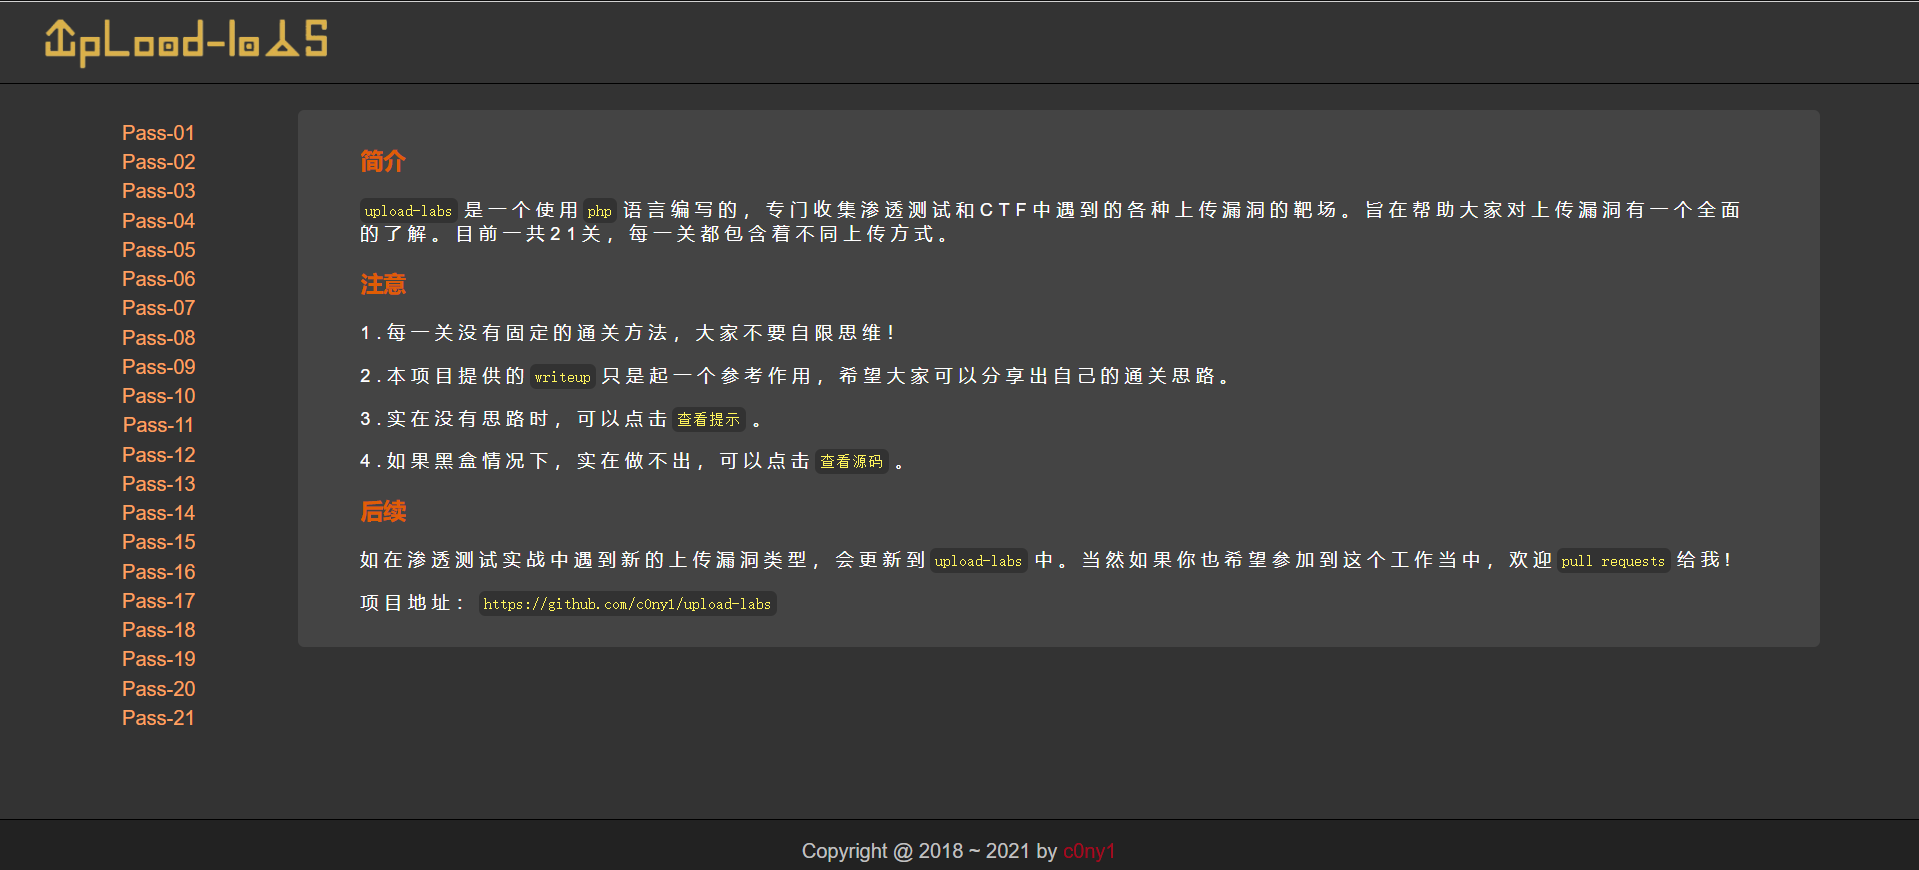 UpLoad-labS
Pass-01
Pass-02
Pass-03
Pass-04
Pass-05
Pass-06
Pass-07
Pass-08
Pass-09
Pass-10
Pass-11
Pass-12
Pass-13
Pass-14
Pass-15
Pass-16
Pass-17
Pass-18
Pass-19
Pass-20
Pass-21
简介
upload-labs 是一个使用 php 语言编写的，专门收集渗透测试和CTF中遇到的各种上传漏洞的靶场。旨在帮助大家对上传漏洞有一个全面
的了解。目前一共21关，每一关都包含着不同上传方式。
注意
1.每一关没有固定的通关方法，大家不要自限思维！
2.本项目提供的 writeup 只是起一个参考作用，希望大家可以分享出自己的通关思路。
3.实在没有思路时，可以点击 查看提示 。
4.如果黑盒情况下，实在做不出，可以点击 查看源码 。
后续
如在渗透测试实战中遇到新的上传漏洞类型，会更新到 upload-labs 中。当然如果你也希望参加到这个工作当中，欢迎 pull requests 给我！
项目地址： https://github.com/c0ny1/upload-labs
Copyright @ 2018 ~ 2021 by c0ny1